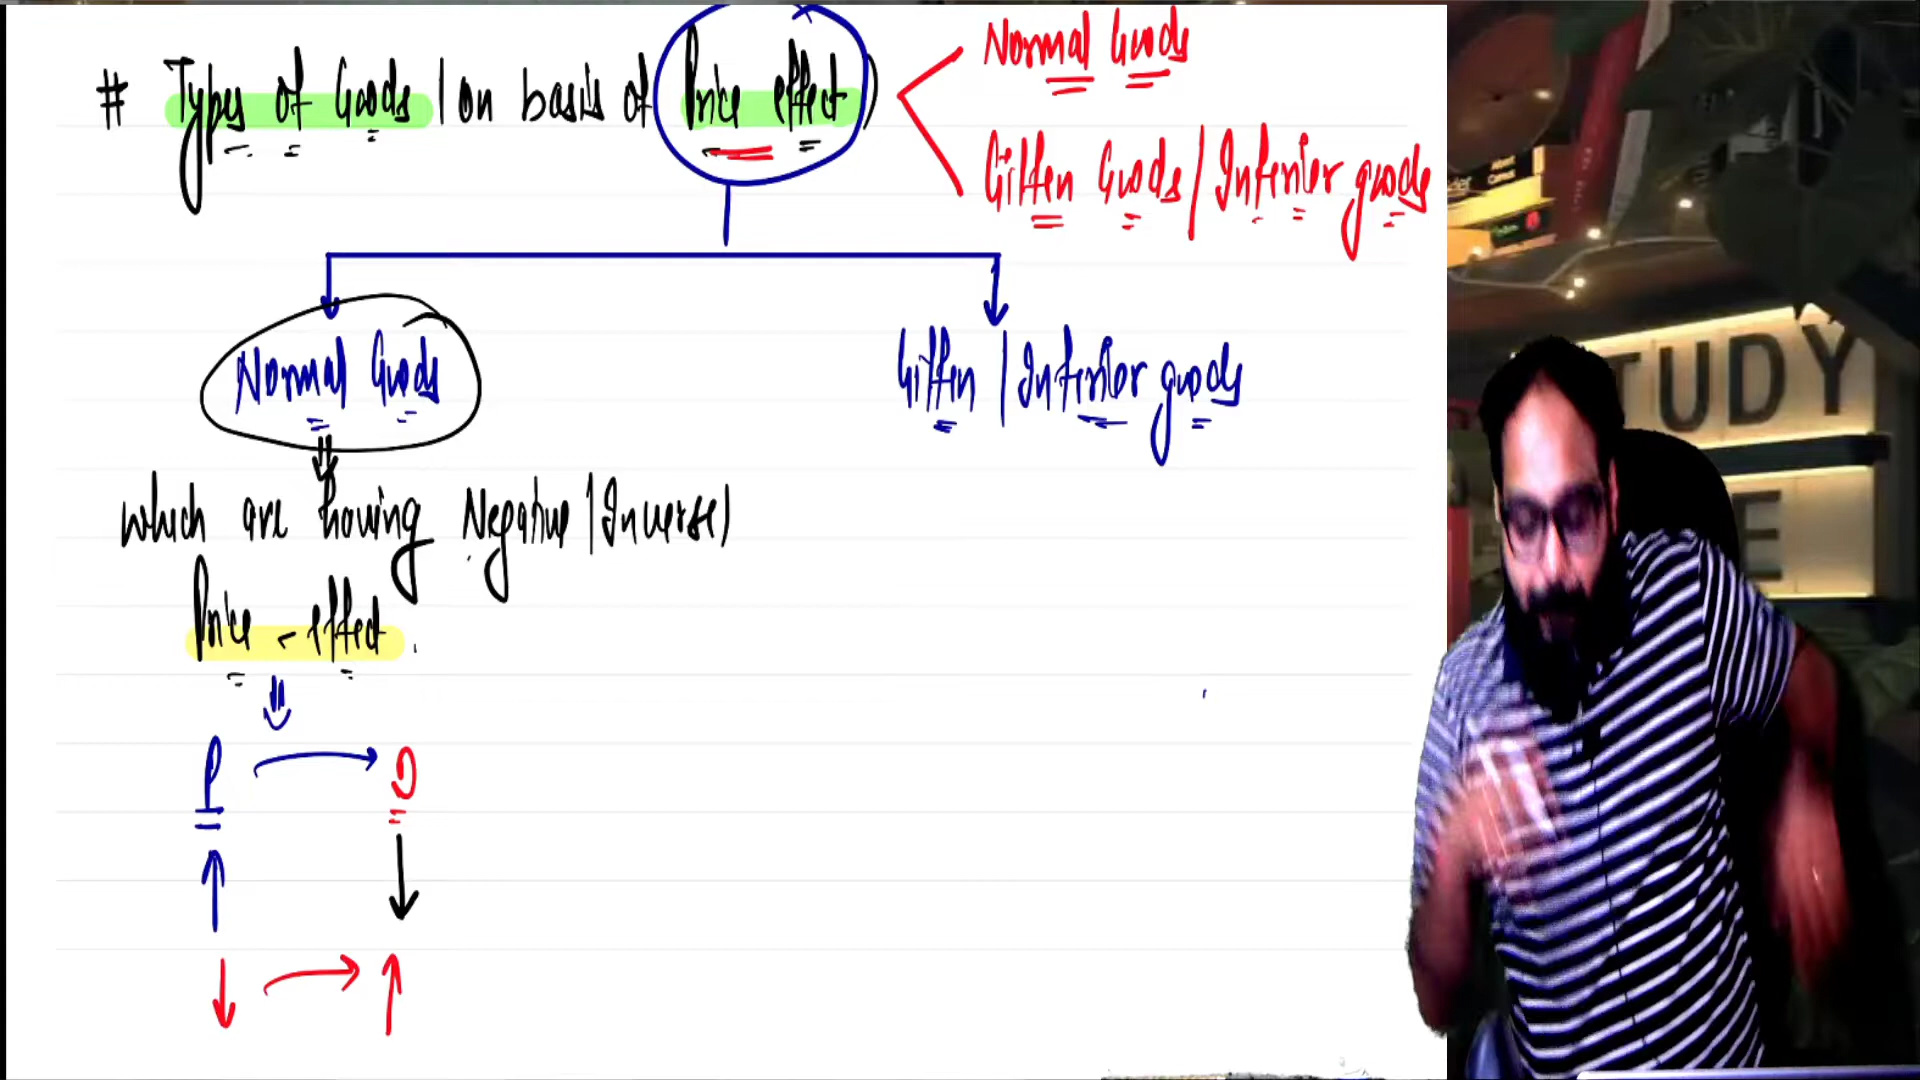 # Types of Goods (on basis of Price effect)
Normal Goods
Giffen Goods / Inferior goods
Normal Goods
Giffen / Inferior goods
which are having Negative (Inverse)
Price - effect.
P → D
↑ ↓
↓ → ↑
STUDY